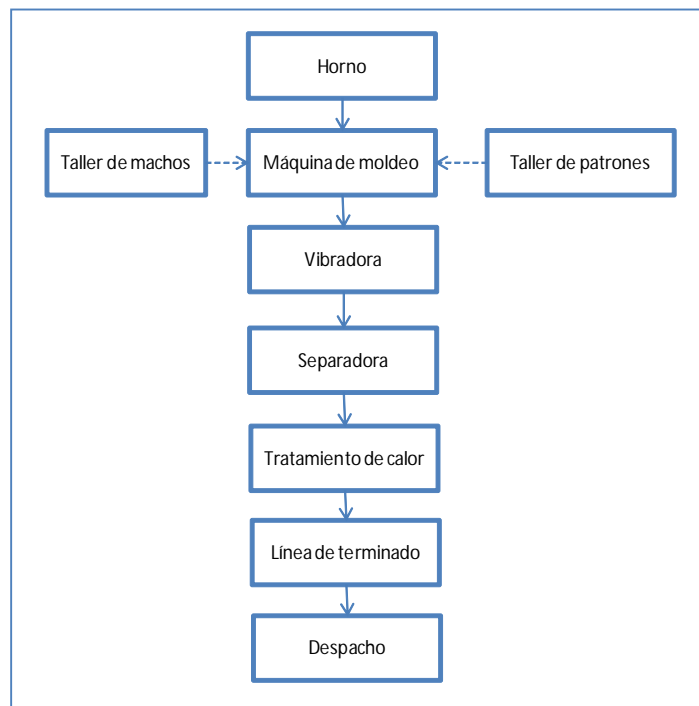 Horno
Taller de machos
Máquina de moldeo
Taller de patrones
Vibradora
Separadora
Tratamiento de calor
Línea de terminado
Despacho